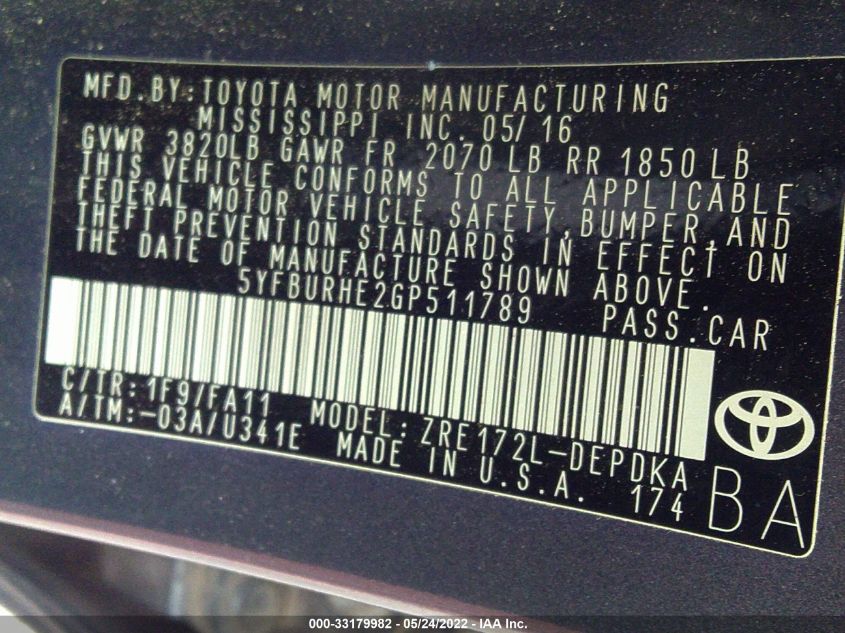 MFD.BY:TOYOTA MOTOR MANUFACTURING
MISSISSIPPI INC. 05/16
GVWR 3820LB GAWR FR 2070 LB RR 1850 LB
THIS VEHICLE CONFORMS TO ALL APPLICABLE
FEDERAL MOTOR VEHICLE SAFETY,BUMPER,AND
THEFT PREVENTION STANDARDS IN EFFECT ON
THE DATE OF MANUFACTURE SHOWN ABOVE.
5YFBURHE2GP511789 PASS.CAR
C/TR:1F9/FA11 MODEL:ZRE172L-DEPDKA
A/TM:-03A/U341E MADE IN U.S.A. 174
BA
000-33179982 - 05/24/2022 - IAA Inc.